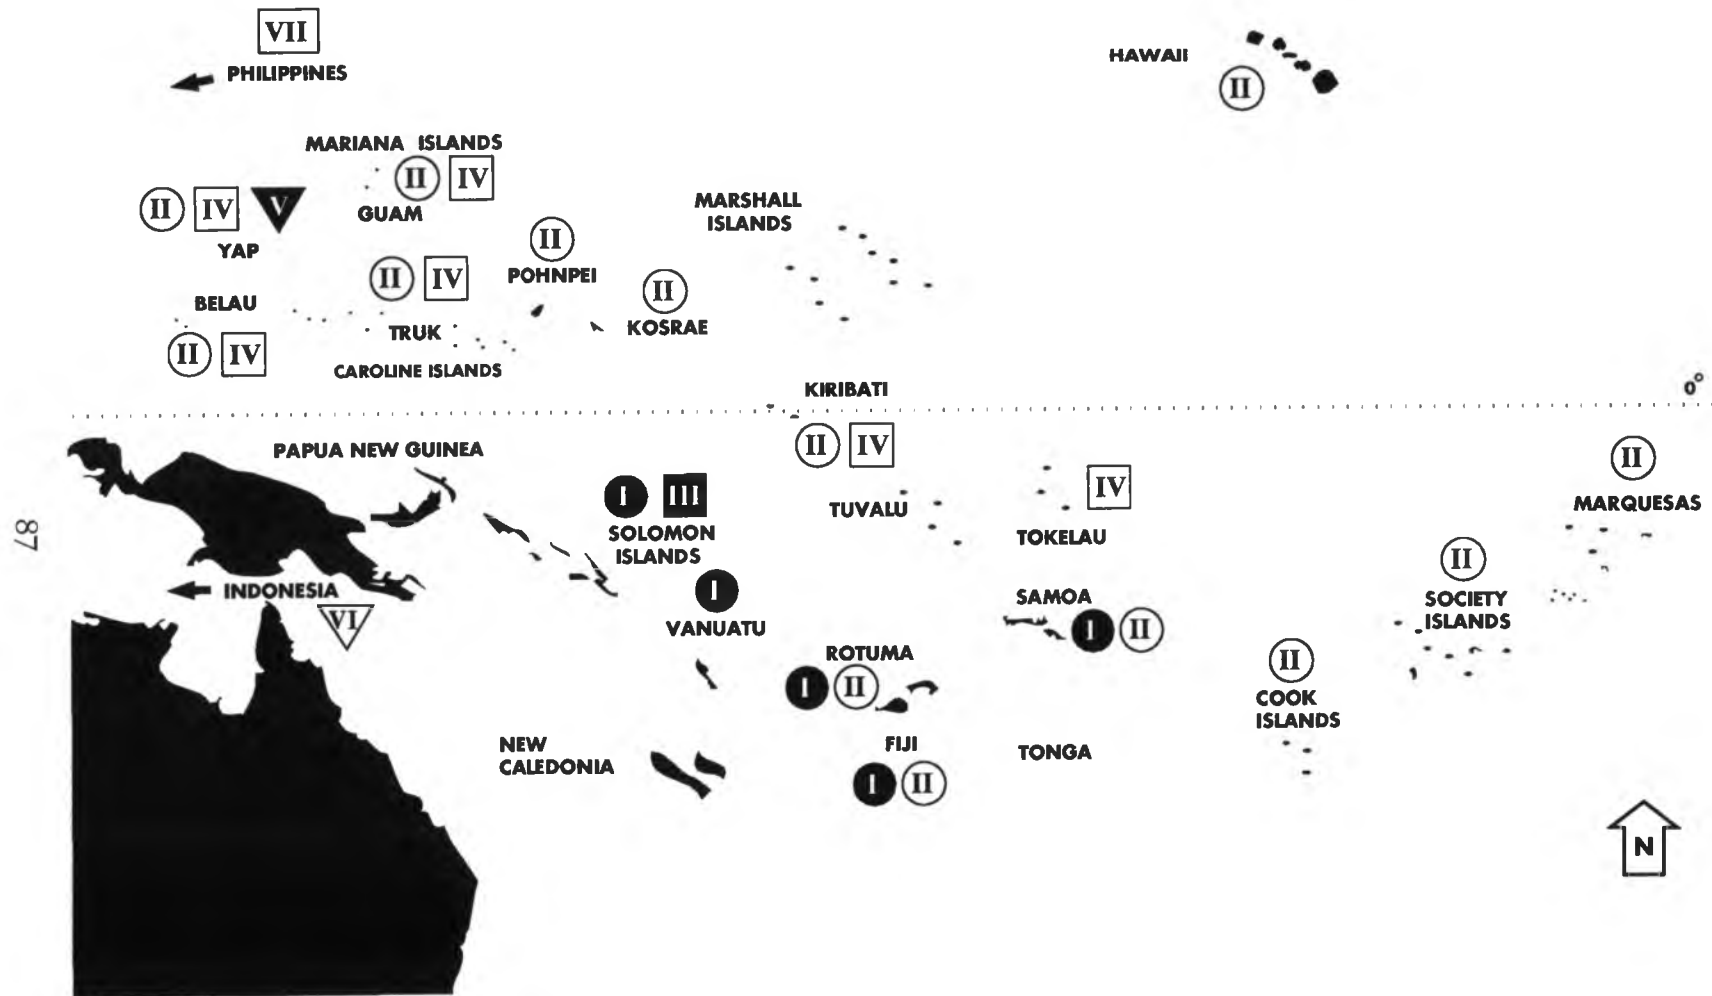 VII
PHILIPPINES
HAWAII
II
MARIANA ISLANDS
II IV
GUAM
II IV V
YAP
MARSHALL
ISLANDS
II
POHNPEI
II IV
TRUK
II
KOSRAE
BELAU
II IV
CAROLINE ISLANDS
KIRIBATI
0°
II IV
PAPUA NEW GUINEA
I III
SOLOMON
ISLANDS
TUVALU
IV
TOKELAU
II
MARQUESAS
87
INDONESIA
VI
I
VANUATU
SAMOA
I II
II
SOCIETY
ISLANDS
ROTUMA
I II
II
COOK
ISLANDS
NEW
CALEDONIA
FIJI
I II
TONGA
N